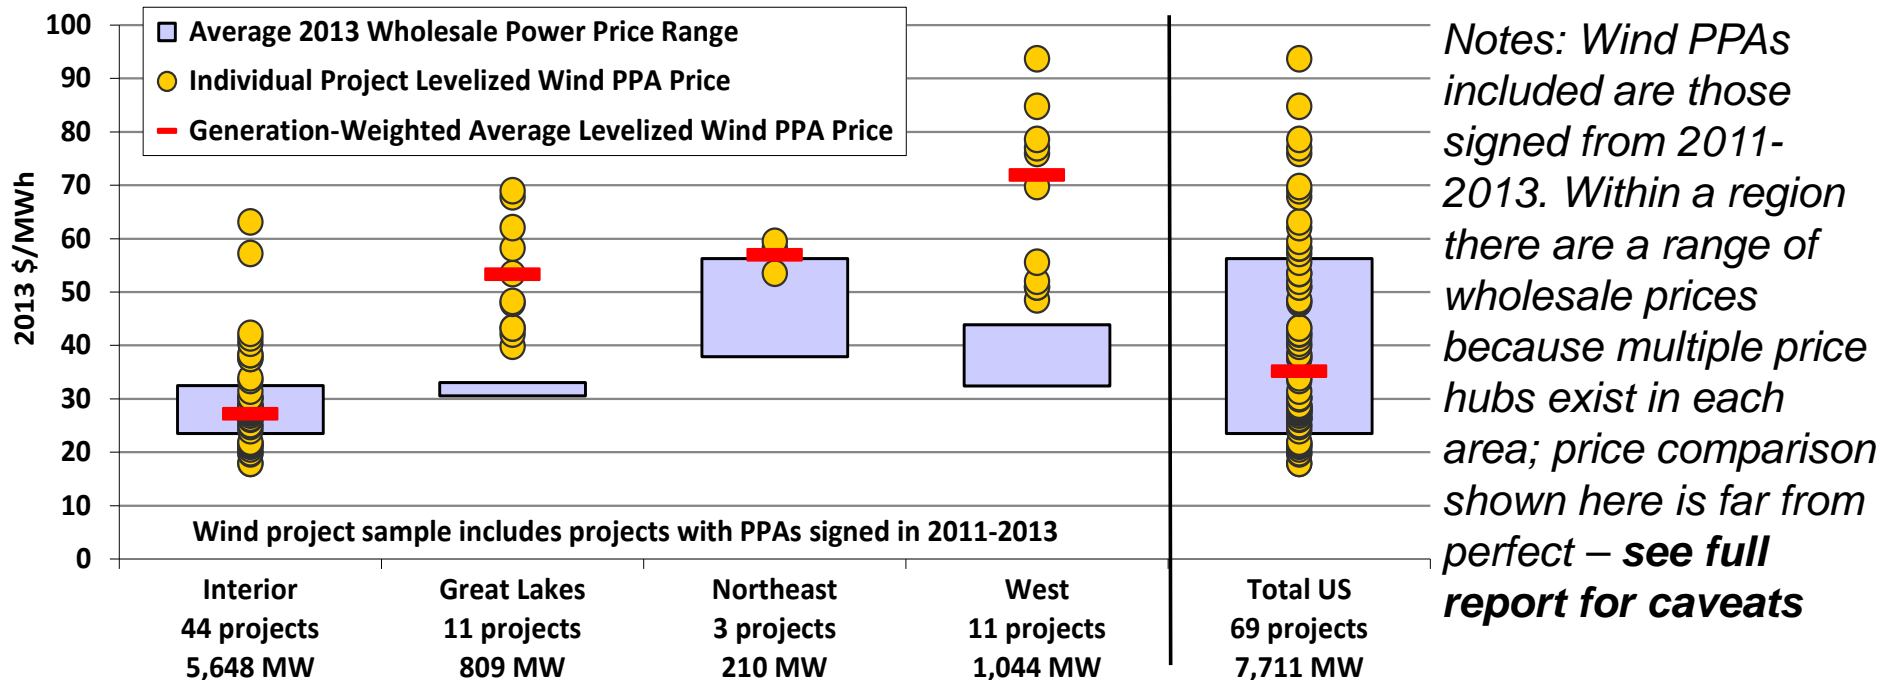 100
90
80
70
60
50
40
30
20
10
0
2013 $/MWh
Average 2013 Wholesale Power Price Range
Individual Project Levelized Wind PPA Price
Generation-Weighted Average Levelized Wind PPA Price
Wind project sample includes projects with PPAs signed in 2011-2013
Interior
44 projects
5,648 MW
Great Lakes
11 projects
809 MW
Northeast
3 projects
210 MW
West
11 projects
1,044 MW
Total US
69 projects
7,711 MW
Notes: Wind PPAs
included are those
signed from 2011-
2013. Within a region
there are a range of
wholesale prices
because multiple price
hubs exist in each
area; price comparison
shown here is far from
perfect – see full
report for caveats